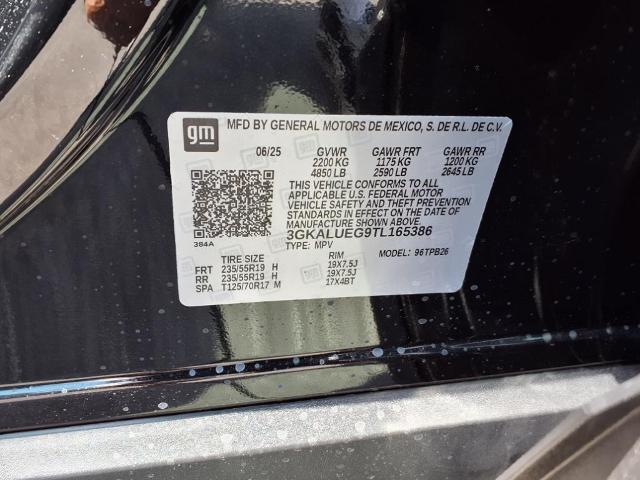 gm MFD BY GENERAL MOTORS DE MEXICO, S. DE R.L. DE C.V.
06/25 GVWR GAWR FRT GAWR RR
2200 KG 1175 KG 1200 KG
4850 LB 2590 LB 2645 LB
THIS VEHICLE CONFORMS TO ALL
APPLICABLE U.S. FEDERAL MOTOR
VEHICLE SAFETY STANDARDS IN
EFFECT ON THE DATE OF
MANUFACTURE SHOWN ABOVE.
384A 3GKALUEG9TL165386
TYPE: MPV MODEL: 96TPB26
TIRE SIZE RIM
FRT 235/55R19 H 19X7.5J
RR 235/55R19 H 19X7.5J
SPA T125/70R17 M 17X4BT